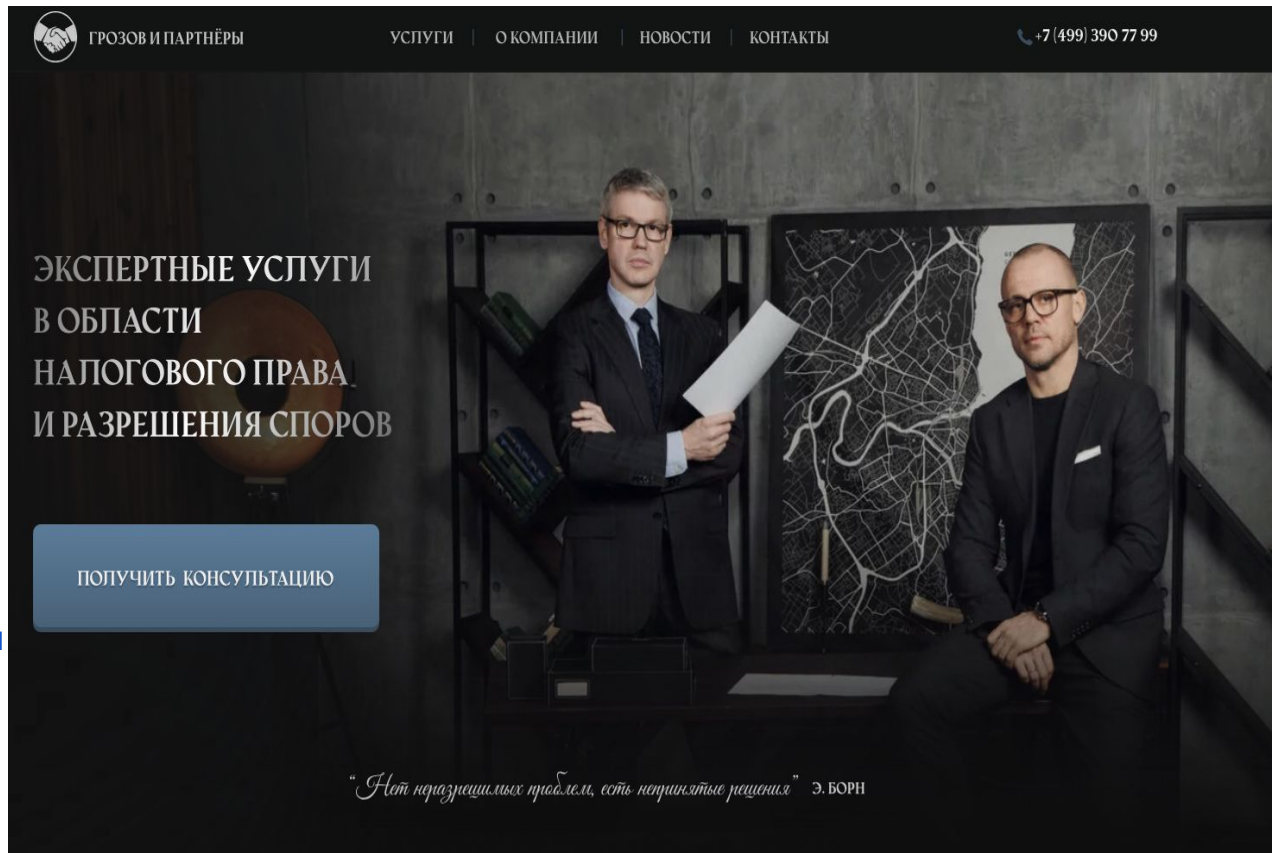 ГРОЗОВ И ПАРТНЁРЫ
УСЛУГИ | О КОМПАНИИ | НОВОСТИ | КОНТАКТЫ
+7 (499) 390 77 99
ЭКСПЕРТНЫЕ УСЛУГИ
В ОБЛАСТИ
НАЛОГОВОГО ПРАВА
И РАЗРЕШЕНИЯ СПОРОВ
ПОЛУЧИТЬ КОНСУЛЬТАЦИЮ
“Нет неразрешимых проблем, есть непринятые решения” Э. БОРН